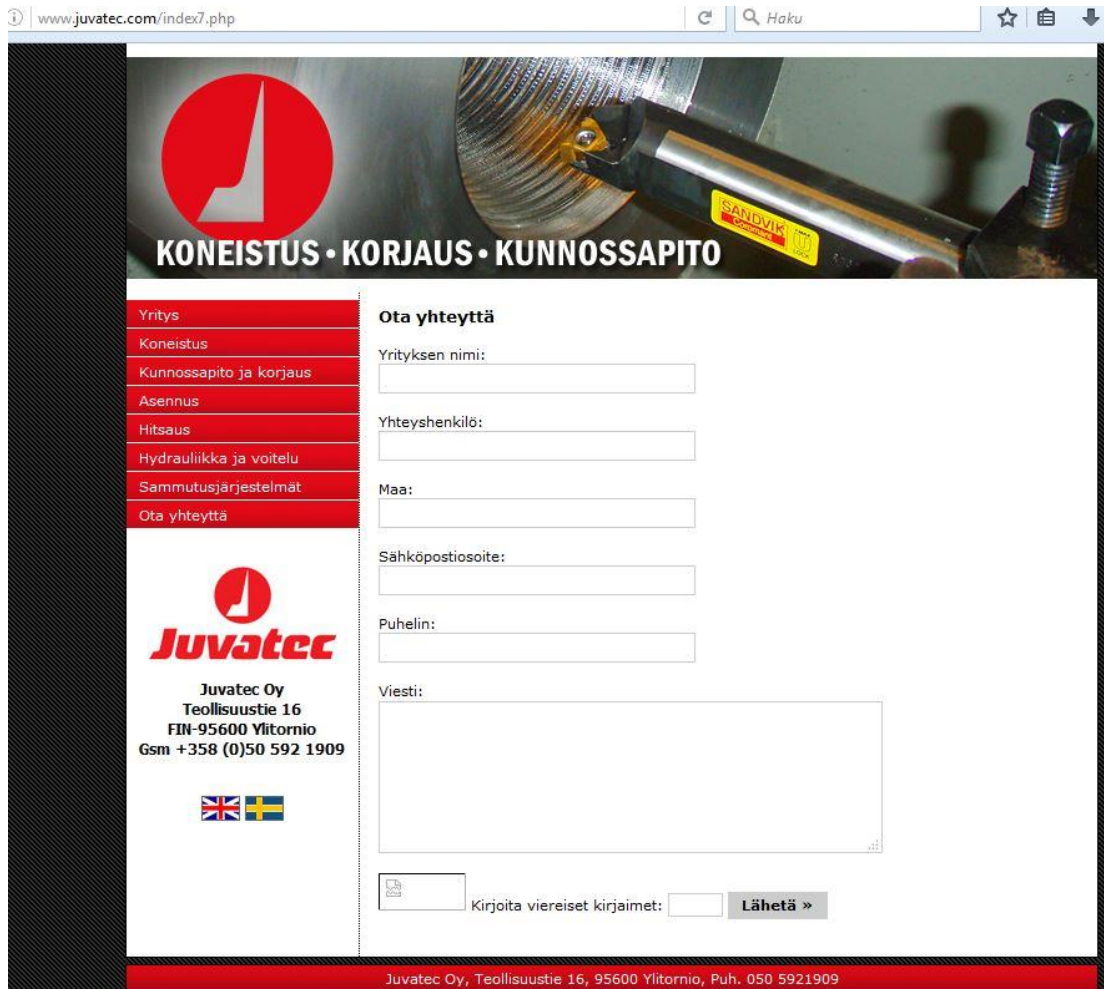 www.juvatec.com/index7.php
Haku
SANDVIK
Coromant
KONEISTUS • KORJAUS • KUNNOSSAPITO
Yritys
Koneistus
Kunnossapito ja korjaus
Asennus
Hitsaus
Hydrauliikka ja voitelu
Sammutusjärjestelmät
Ota yhteyttä
Juvatec
Juvatec Oy
Teollisuustie 16
FIN-95600 Ylitornio
Gsm +358 (0)50 592 1909
Ota yhteyttä
Yrityksen nimi:
Yhteyshenkilö:
Maa:
Sähköpostiosoite:
Puhelin:
Viesti:
Kirjoita viereiset kirjaimet:
Lähetä »
Juvatec Oy, Teollisuustie 16, 95600 Ylitornio, Puh. 050 5921909